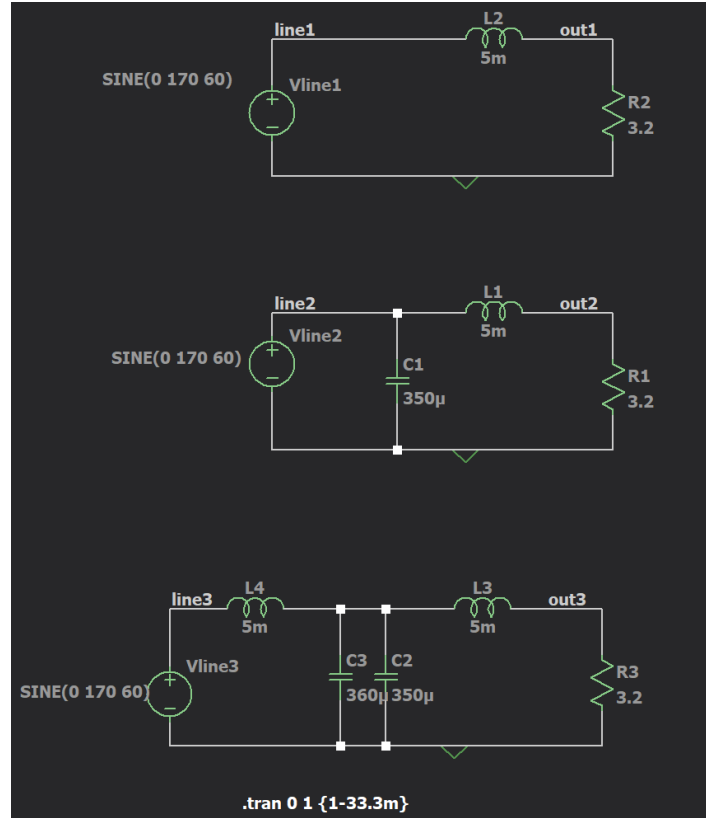 L2
line1
out1
5m
SINE(0 170 60)
Vline1
R2
3.2
L1
line2
out2
5m
Vline2
SINE(0 170 60)
C1
350µ
R1
3.2
L4
L3
line3
out3
5m
5m
Vline3
C3
C2
R3
SINE(0 170 60)
360µ
350µ
3.2
.tran 0 1 {1-33.3m}